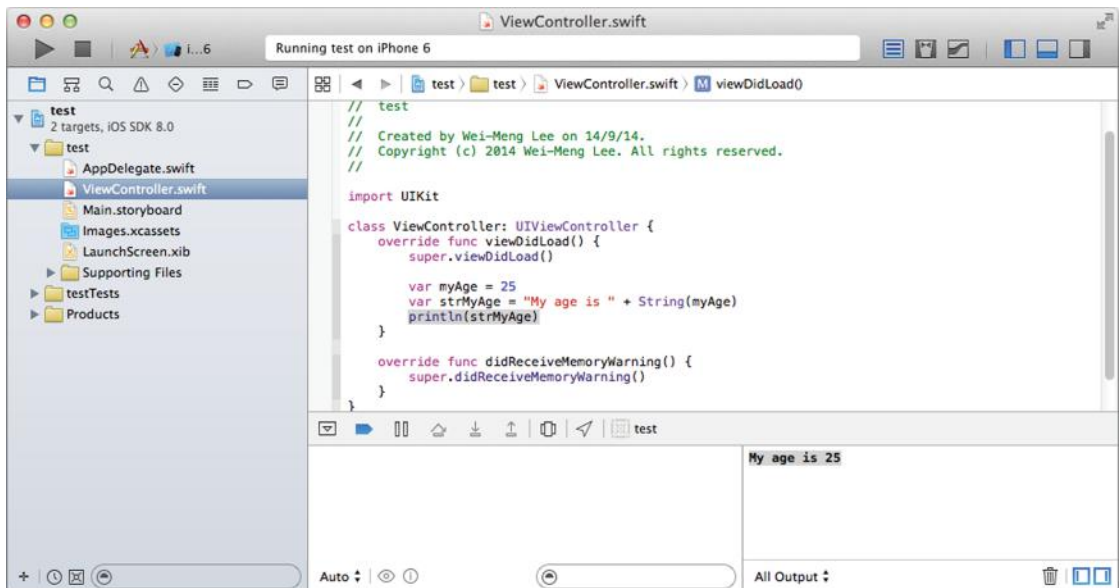 ViewController.swift
i...6
Running test on iPhone 6
test
2 targets, iOS SDK 8.0
test
AppDelegate.swift
ViewController.swift
Main.storyboard
Images.xcassets
LaunchScreen.xib
Supporting Files
testTests
Products
test 〉 test 〉 ViewController.swift 〉 M viewDidLoad()
//  test
//
//  Created by Wei-Meng Lee on 14/9/14.
//  Copyright (c) 2014 Wei-Meng Lee. All rights reserved.
//
import UIKit
class ViewController: UIViewController {
    override func viewDidLoad() {
        super.viewDidLoad()
        var myAge = 25
        var strMyAge = "My age is " + String(myAge)
        println(strMyAge)
    }
    override func didReceiveMemoryWarning() {
        super.didReceiveMemoryWarning()
    }
}
test
My age is 25
Auto
All Output